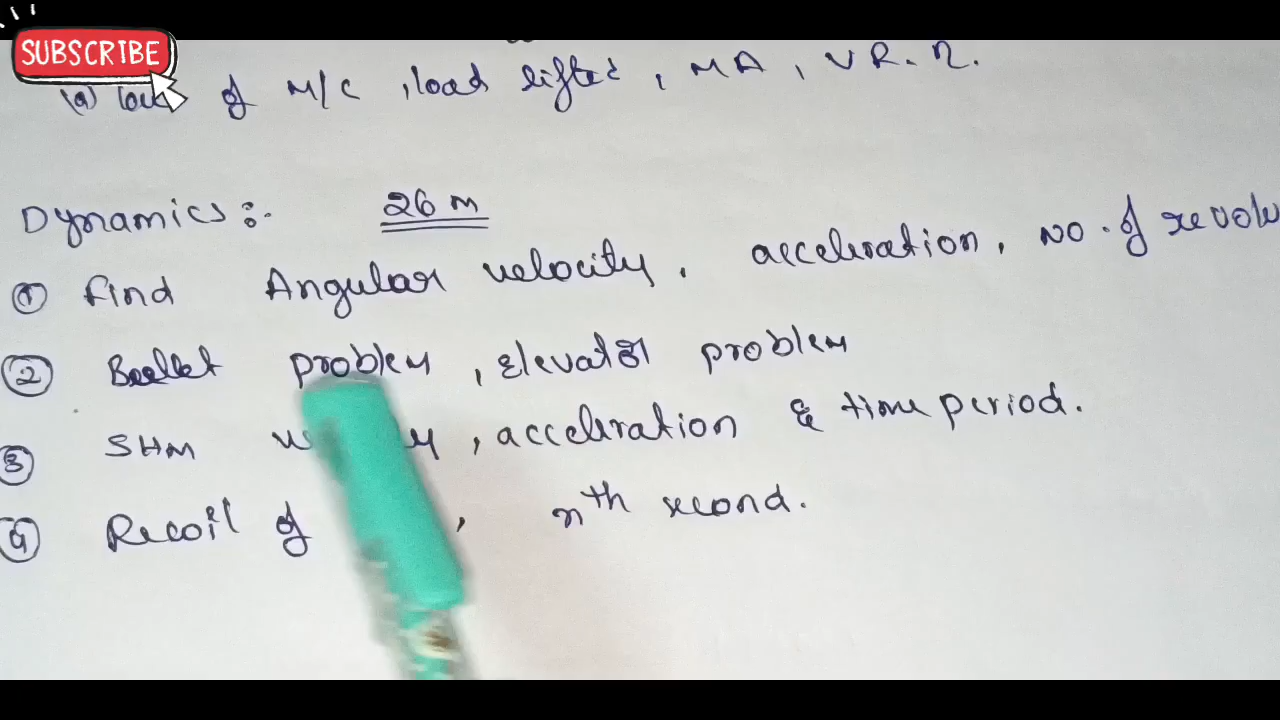 SUBSCRIBE
(a) of M/C , load lifted , MA , VR . η .
Dynamics :- 26 m
① find Angular velocity , acceleration , No . of revolu
② Bullet problem , Elevator problem
③ SHM , acceleration & time period .
④ Recoil of , nth second .